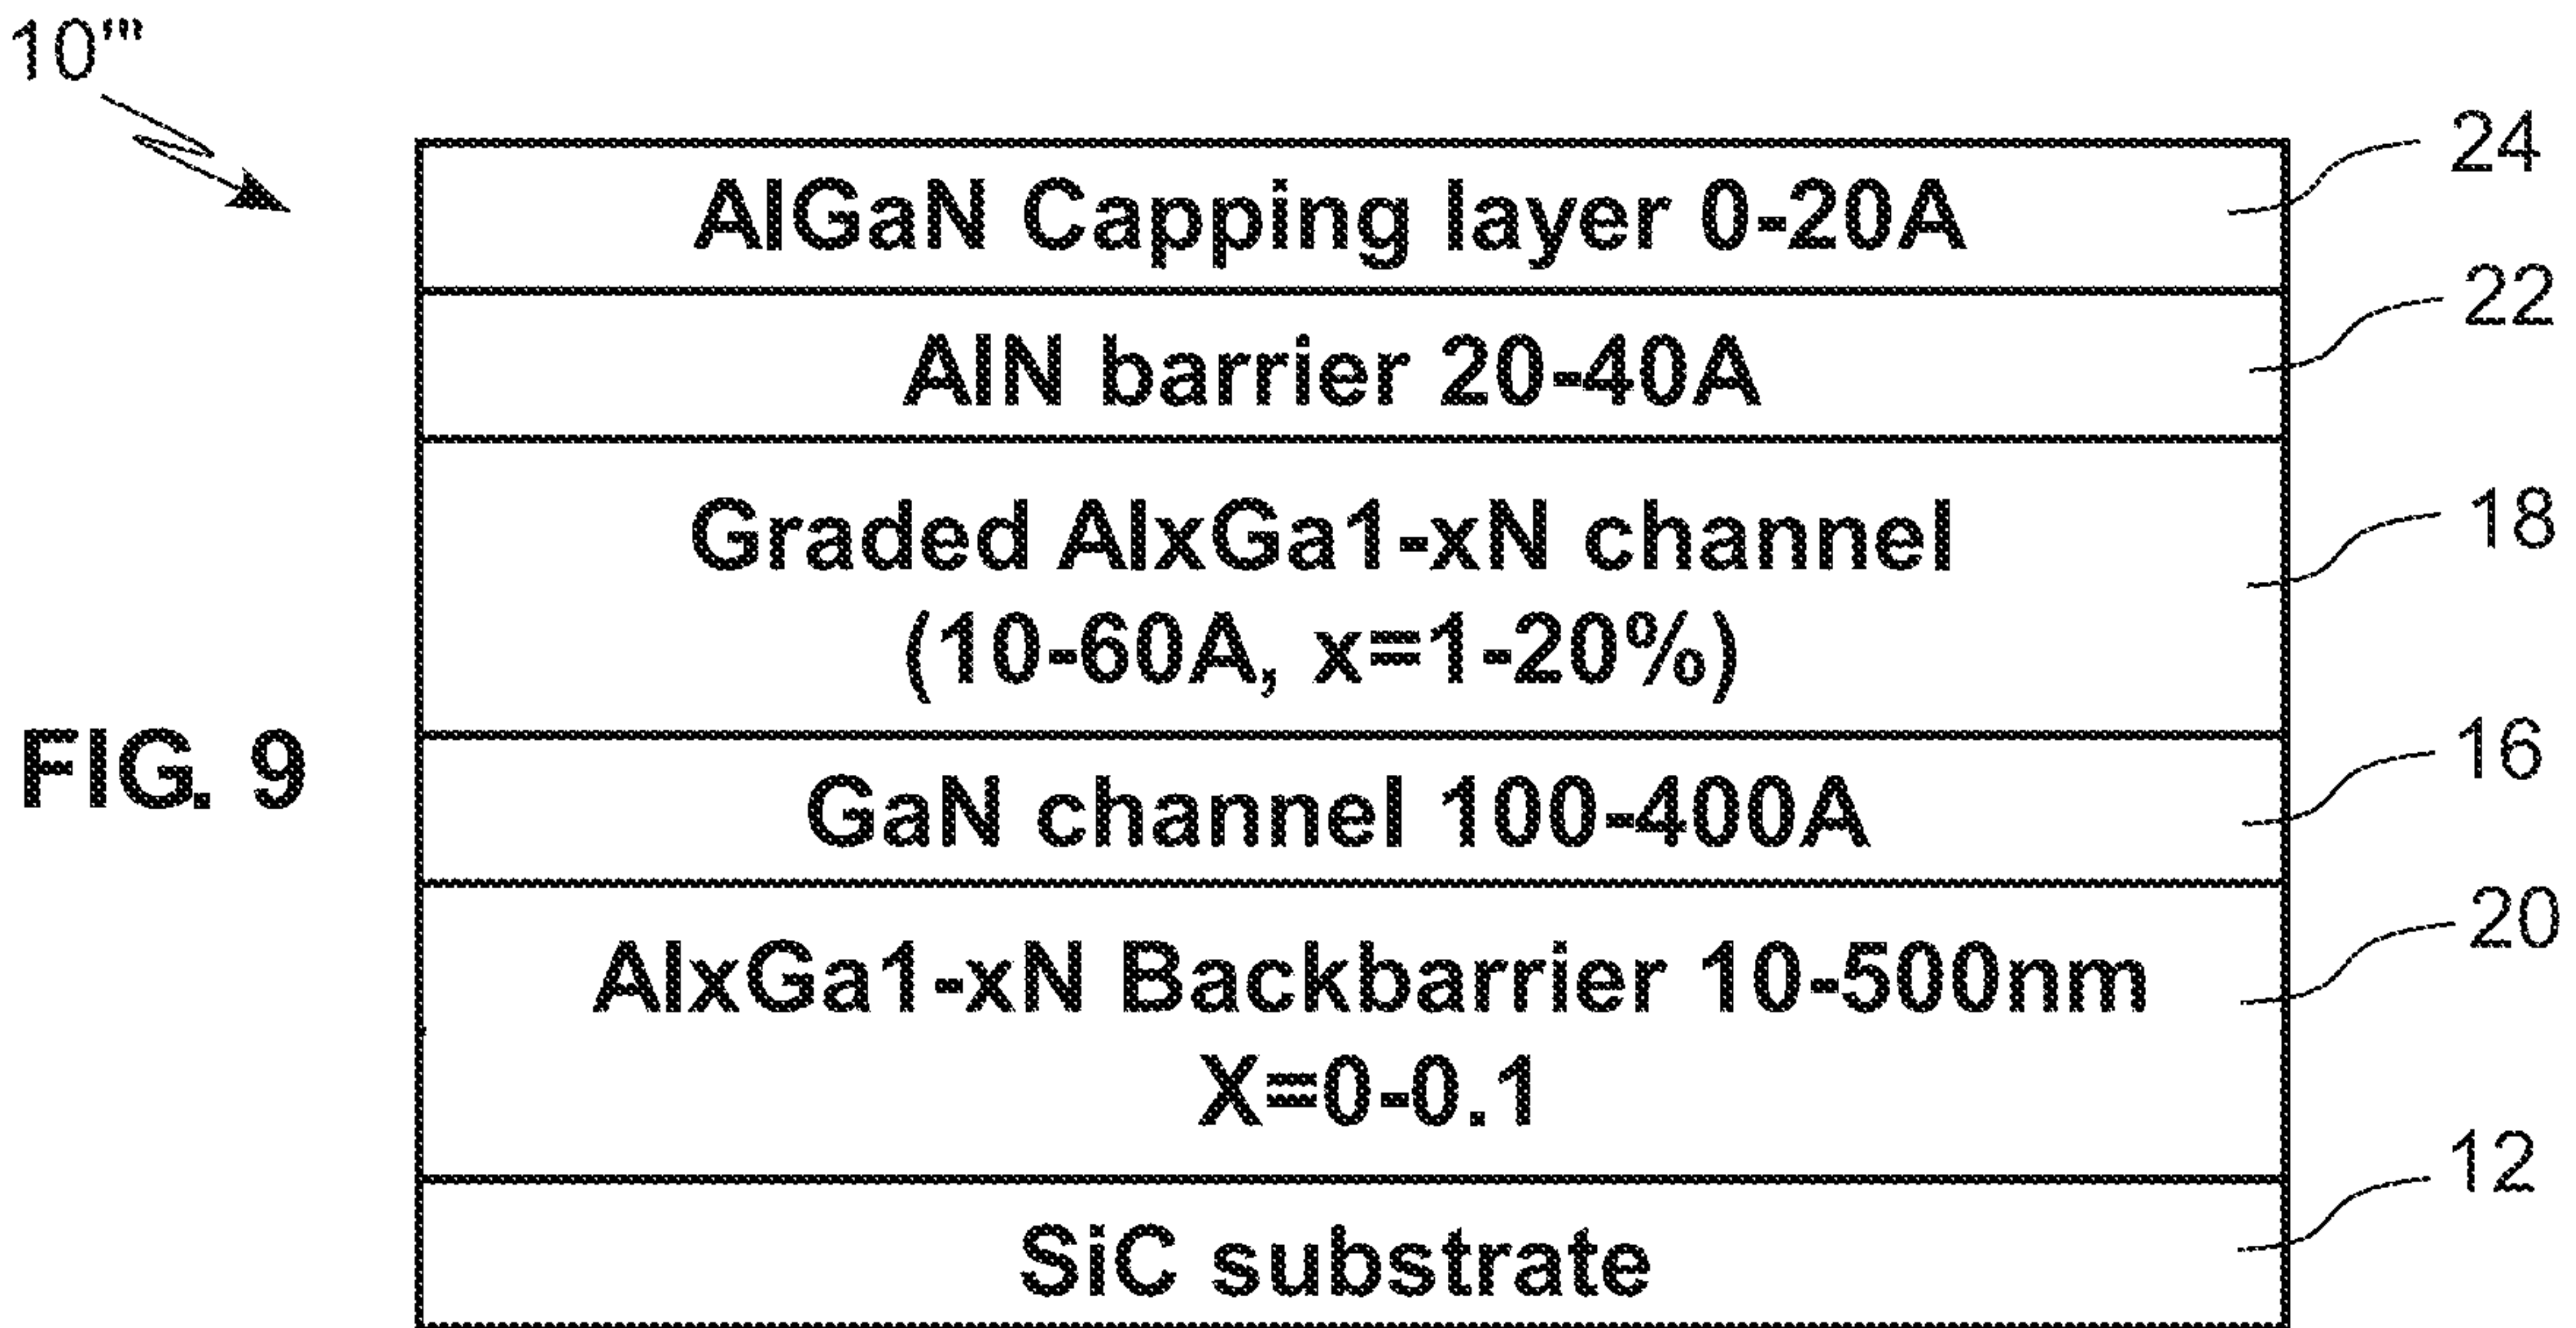 10'''
AlGaN Capping layer 0-20A
24
AlN barrier 20-40A
22
Graded AlxGa1-xN channel
(10-60A, x=1-20%)
18
FIG. 9
GaN channel 100-400A
16
AlxGa1-xN Backbarrier 10-500nm
X=0-0.1
20
SiC substrate
12